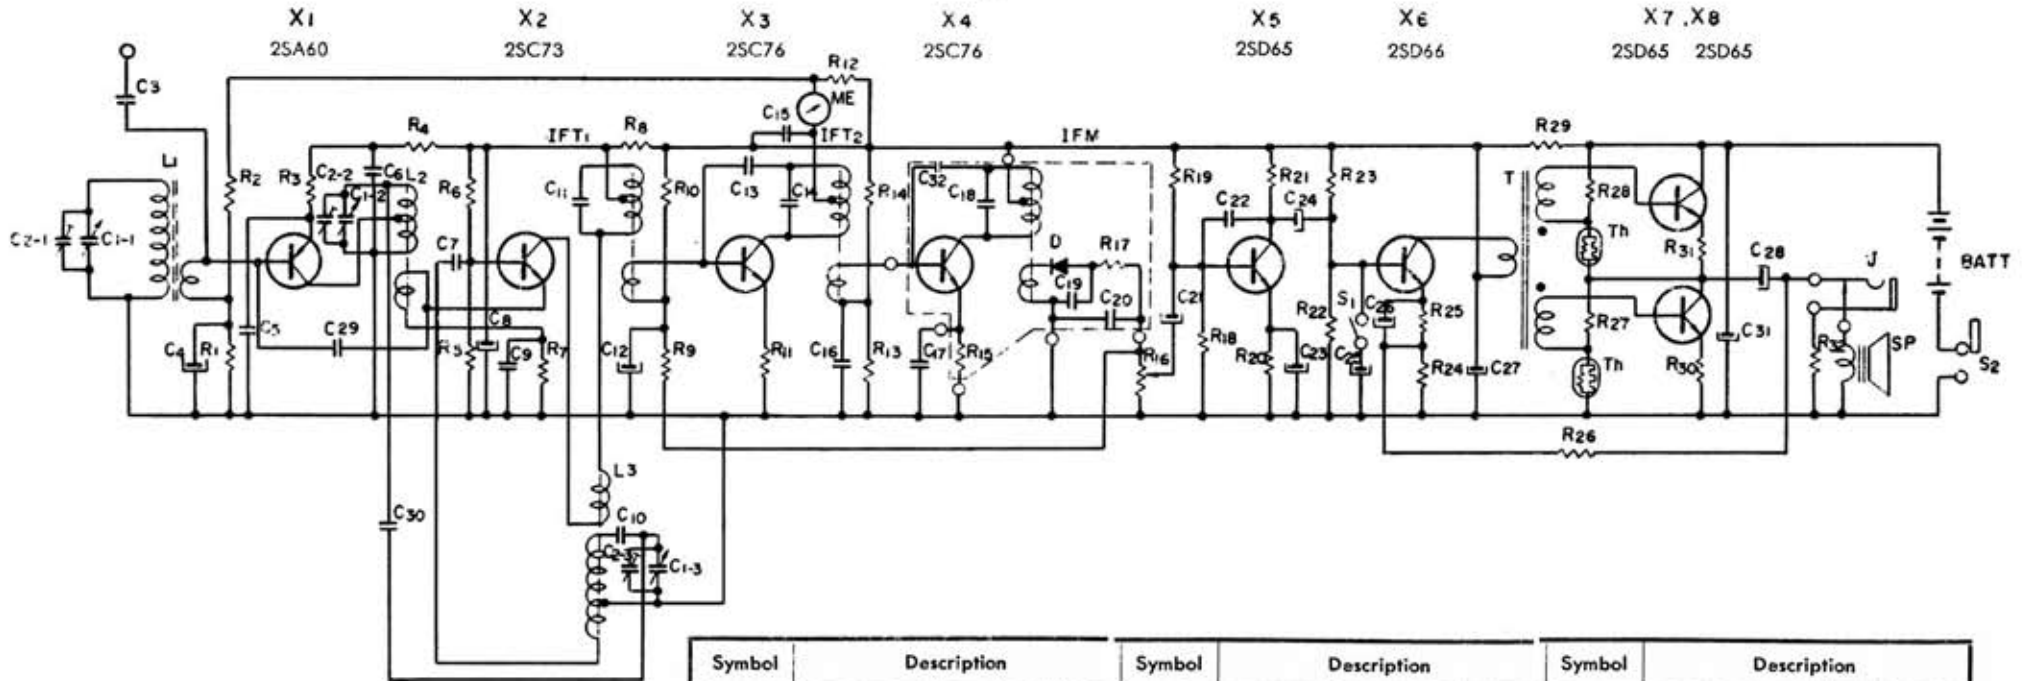 X1 X2 X3 X4 X5 X6 X7 , X8
2SA60 2SC73 2SC76 2SC76 2SD65 2SD66 2SD65 2SD65
R12
C3 ME
C15
R4 IFT1 R8 IFT2 IFM R29
R2 R3 C2-2 C6 L2 R6 C11 R10 C13 C14 R14 C32 C18 R19 R21 R23 T R28
C1-2
C22 C24
C2-1 C1-1 C7 D R17 Th R31 C28 J BATT
C19
C5 C29 C8 C20 C21 R22 S1 C26 R25 R27 C31
C4 R1 R5 C9 R7 C12 R9 R11 C16 R13 C17 R15 R16 R18 R20 C23 R24 C27 Th R30 SP S2
R26
L3
C30 C10
C2-3 C1-3
Symbol Description Symbol Description Symbol Description